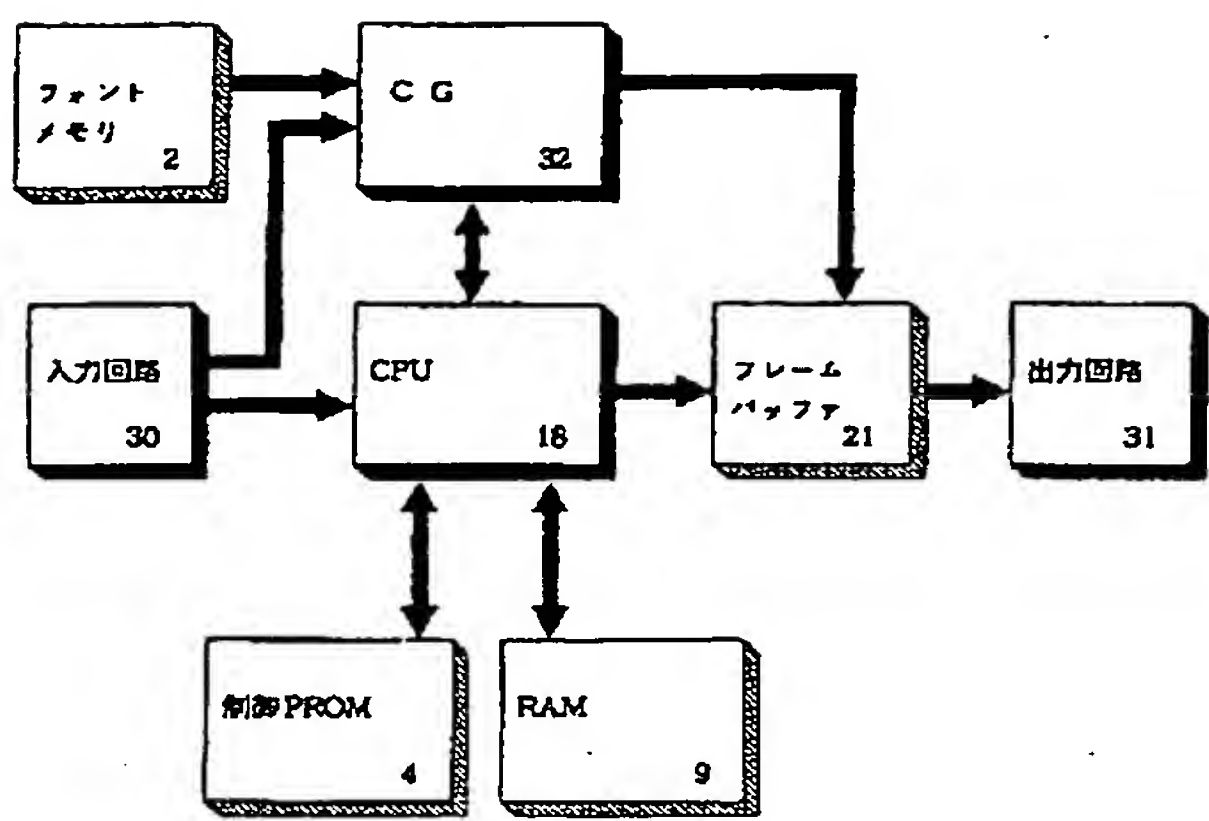 フォント
メモリ
2
C G
32
入力回路
30
CPU
18
フレーム
バッファ
21
出力回路
31
制御PROM
4
RAM
9